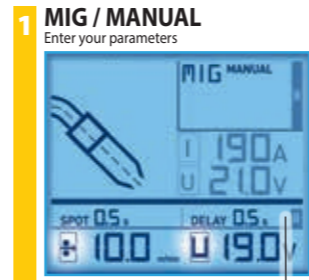 1
MIG / MANUAL
Enter your parameters
MIG MANUAL
I 190A
U 21.0V
SPOT 0.5s DELAY 0.5s
10.0 U 19.0V